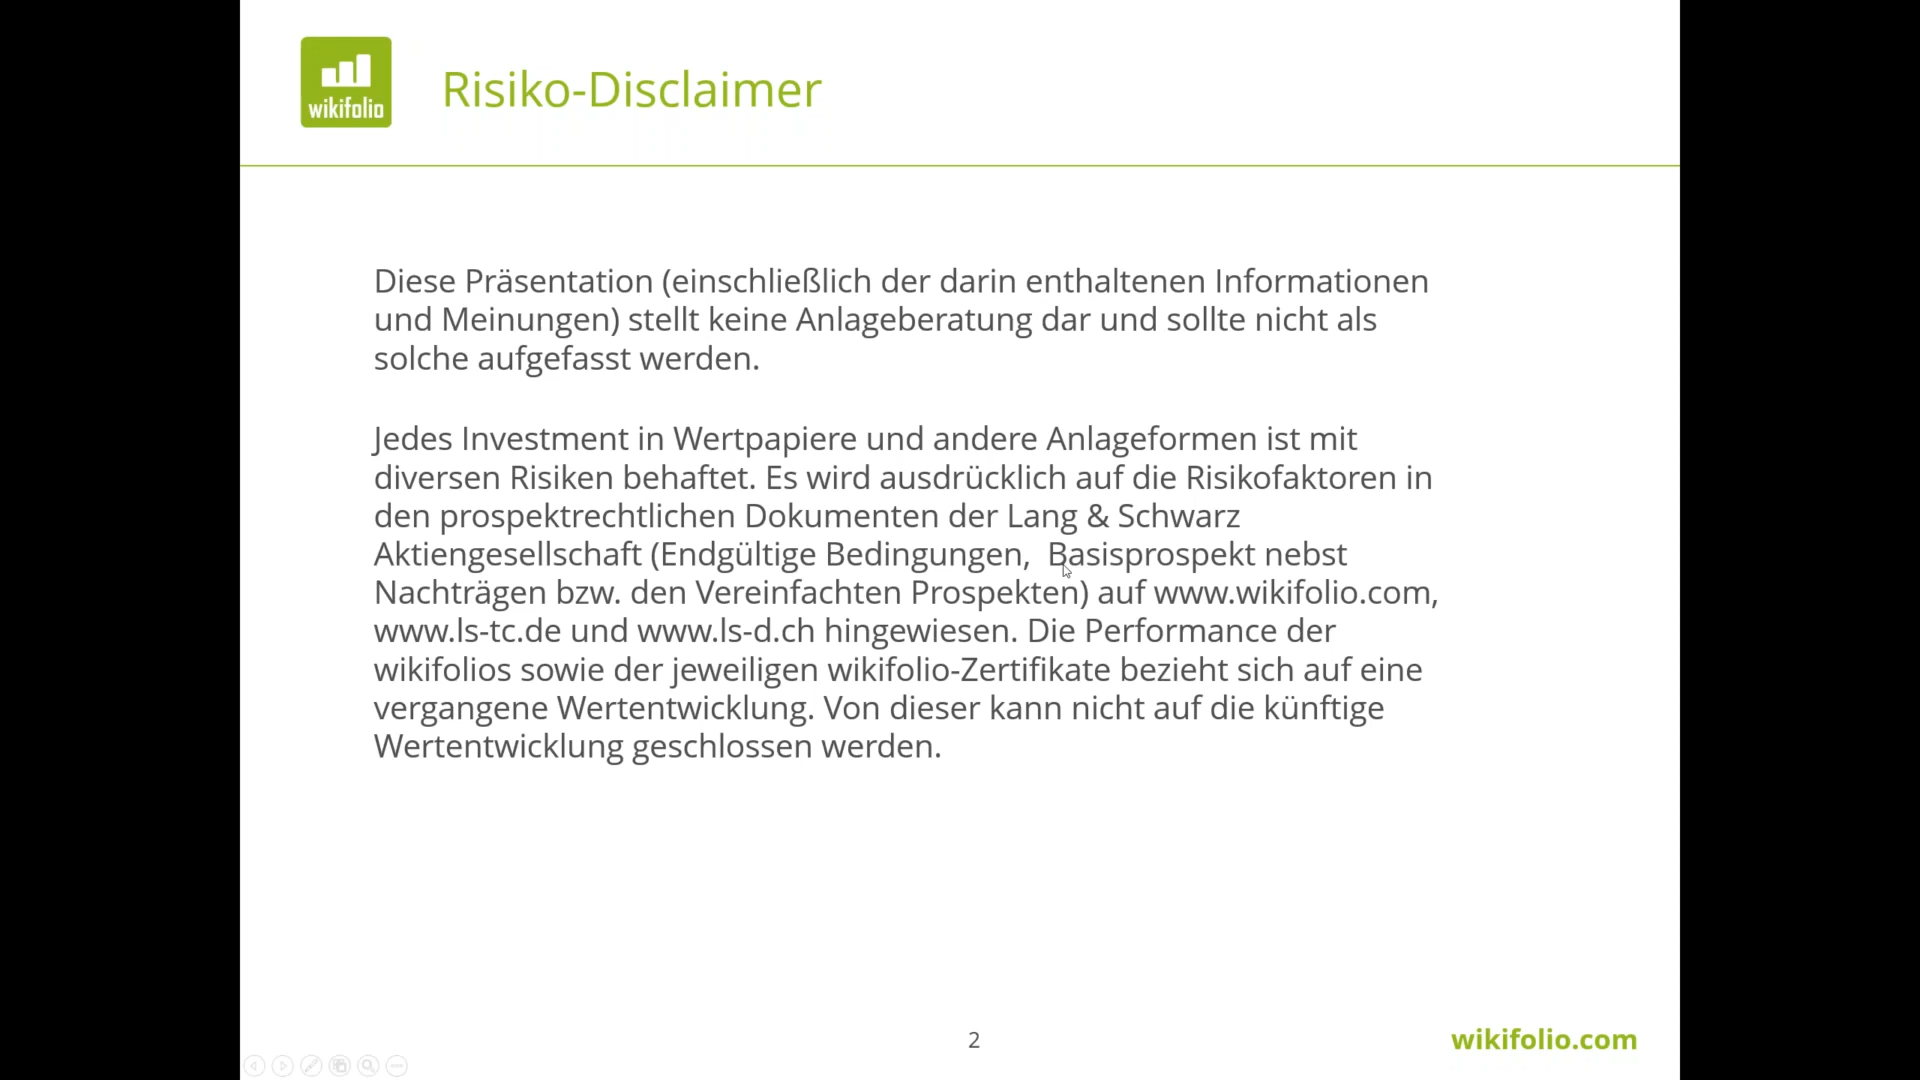 wikifolio
Risiko-Disclaimer
Diese Präsentation (einschließlich der darin enthaltenen Informationen
und Meinungen) stellt keine Anlageberatung dar und sollte nicht als
solche aufgefasst werden.
Jedes Investment in Wertpapiere und andere Anlageformen ist mit
diversen Risiken behaftet. Es wird ausdrücklich auf die Risikofaktoren in
den prospektrechtlichen Dokumenten der Lang & Schwarz
Aktiengesellschaft (Endgültige Bedingungen,  Basisprospekt nebst
Nachträgen bzw. den Vereinfachten Prospekten) auf www.wikifolio.com,
www.ls-tc.de und www.ls-d.ch hingewiesen. Die Performance der
wikifolios sowie der jeweiligen wikifolio-Zertifikate bezieht sich auf eine
vergangene Wertentwicklung. Von dieser kann nicht auf die künftige
Wertentwicklung geschlossen werden.
2
wikifolio.com